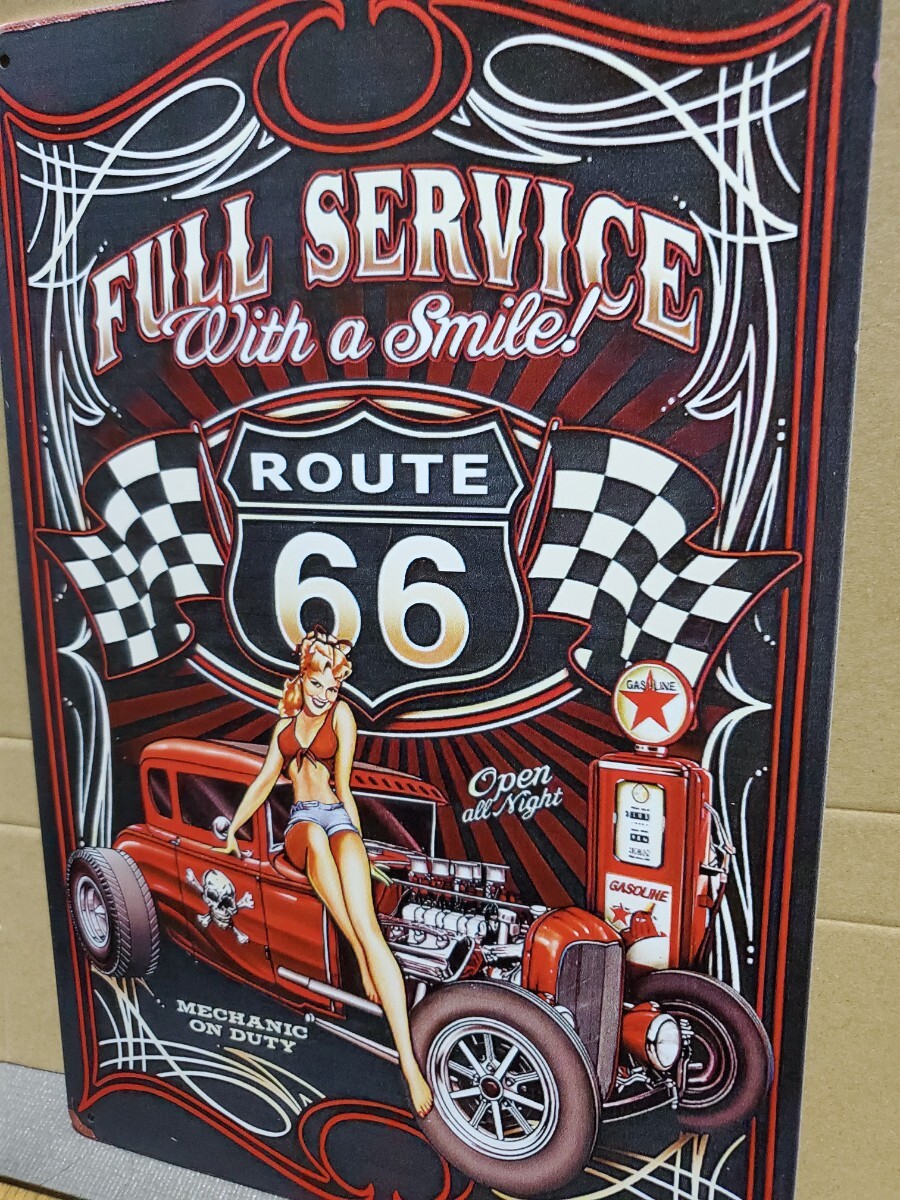 FULL SERVICE
With a Smile!
ROUTE
66
GASOLINE
Open
all Night
GASOLINE
MECHANIC
ON DUTY